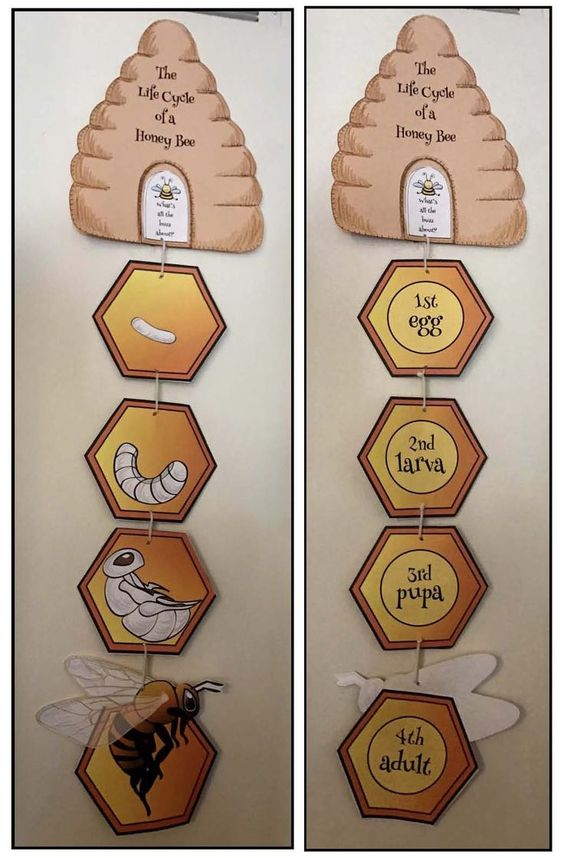 The
Life Cycle
of a
Honey Bee
what's
all the
buzz
about?
The
Life Cycle
of a
Honey Bee
what's
all the
buzz
about?
1st
egg
2nd
larva
3rd
pupa
4th
adult